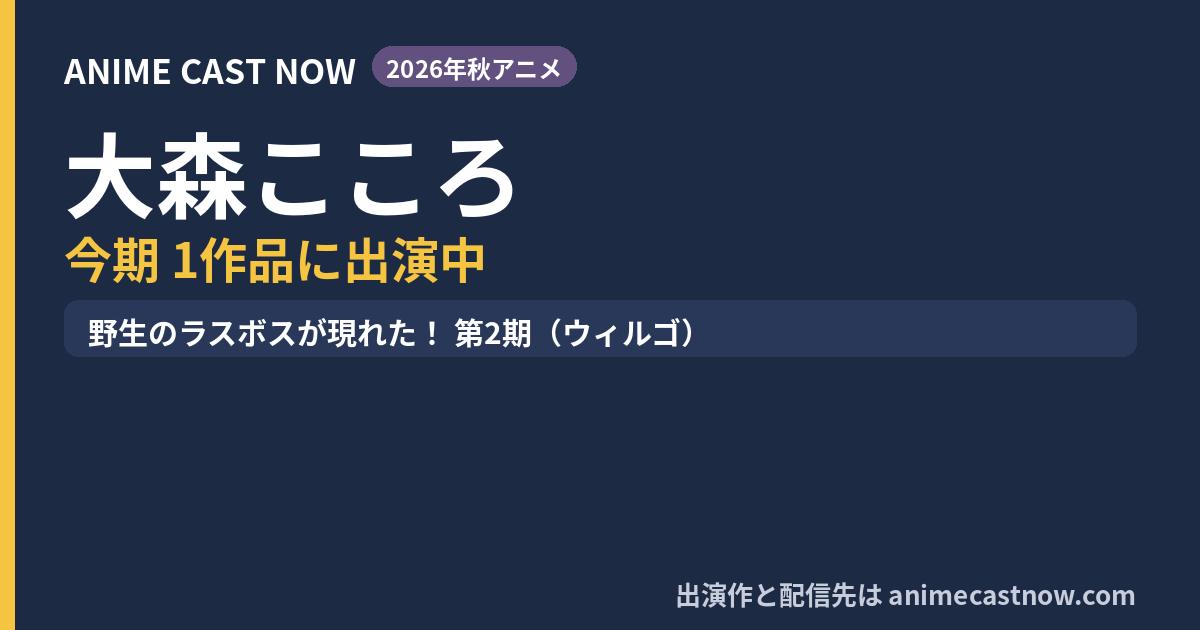 ANIME CAST NOW 2026年秋アニメ
大森こころ
今期 1作品に出演中
野生のラスボスが現れた！ 第2期（ウィルゴ）
出演作と配信先は animecastnow.com